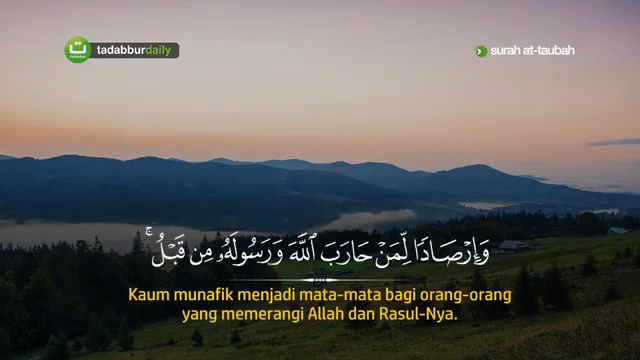 tadabburdaily
surah at-taubah
وَإِرْصَادًا لِّمَنْ حَارَبَ ٱللَّهَ وَرَسُولَهُۥ مِن قَبْلُ ۚ
Kaum munafik menjadi mata-mata bagi orang-orang
yang memerangi Allah dan Rasul-Nya.